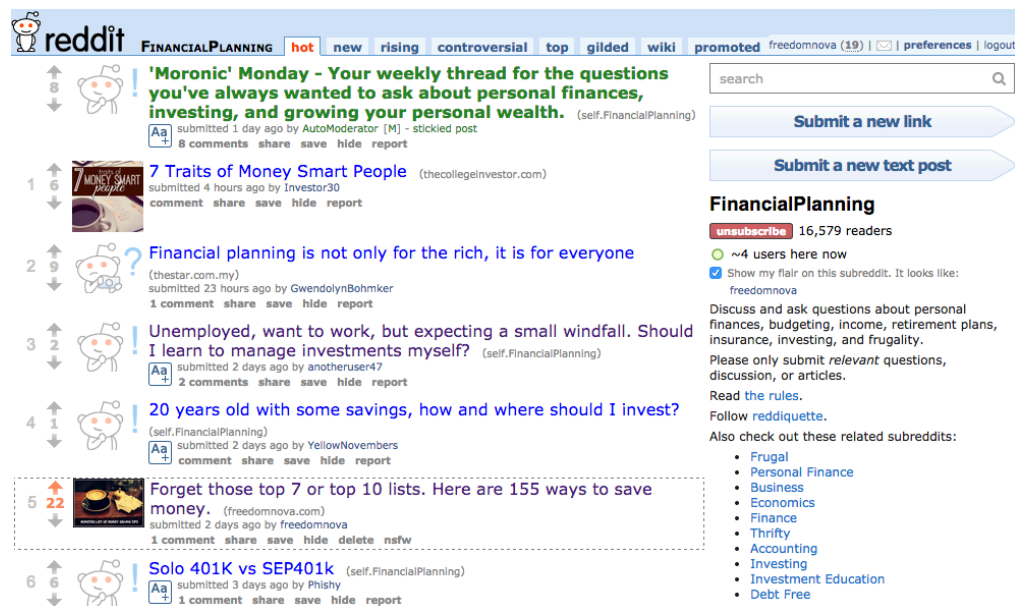 reddit FINANCIALPLANNING hot new rising controversial top gilded wiki promoted freedomnova (19) | | preferences | logout
8
'Moronic' Monday - Your weekly thread for the questions
you've always wanted to ask about personal finances,
investing, and growing your personal wealth. (self.FinancialPlanning)
Aa+ submitted 1 day ago by AutoModerator [M] - stickied post
8 comments share save hide report
1 6
7 traits of MONEY SMART people
7 Traits of Money Smart People (thecollegeinvestor.com)
submitted 4 hours ago by Investor30
comment share save hide report
2 9
Financial planning is not only for the rich, it is for everyone
(thestar.com.my)
submitted 23 hours ago by GwendolynBohmker
1 comment share save hide report
3 2
Unemployed, want to work, but expecting a small windfall. Should
I learn to manage investments myself? (self.FinancialPlanning)
Aa+ submitted 2 days ago by anotheruser47
2 comments share save hide report
4 1
20 years old with some savings, how and where should I invest?
(self.FinancialPlanning)
Aa+ submitted 2 days ago by YellowNovembers
comment share save hide report
5 22
Forget those top 7 or top 10 lists. Here are 155 ways to save
money. (freedomnova.com)
submitted 2 days ago by freedomnova
1 comment share save hide delete nsfw
6 6
Solo 401K vs SEP401k (self.FinancialPlanning)
Aa+ submitted 3 days ago by Phishy
1 comment share save hide report
search
Submit a new link
Submit a new text post
FinancialPlanning
unsubscribe 16,579 readers
~4 users here now
Show my flair on this subreddit. It looks like:
freedomnova
Discuss and ask questions about personal
finances, budgeting, income, retirement plans,
insurance, investing, and frugality.
Please only submit relevant questions,
discussion, or articles.
Read the rules.
Follow reddiquette.
Also check out these related subreddits:
Frugal
Personal Finance
Business
Economics
Finance
Thrifty
Accounting
Investing
Investment Education
Debt Free